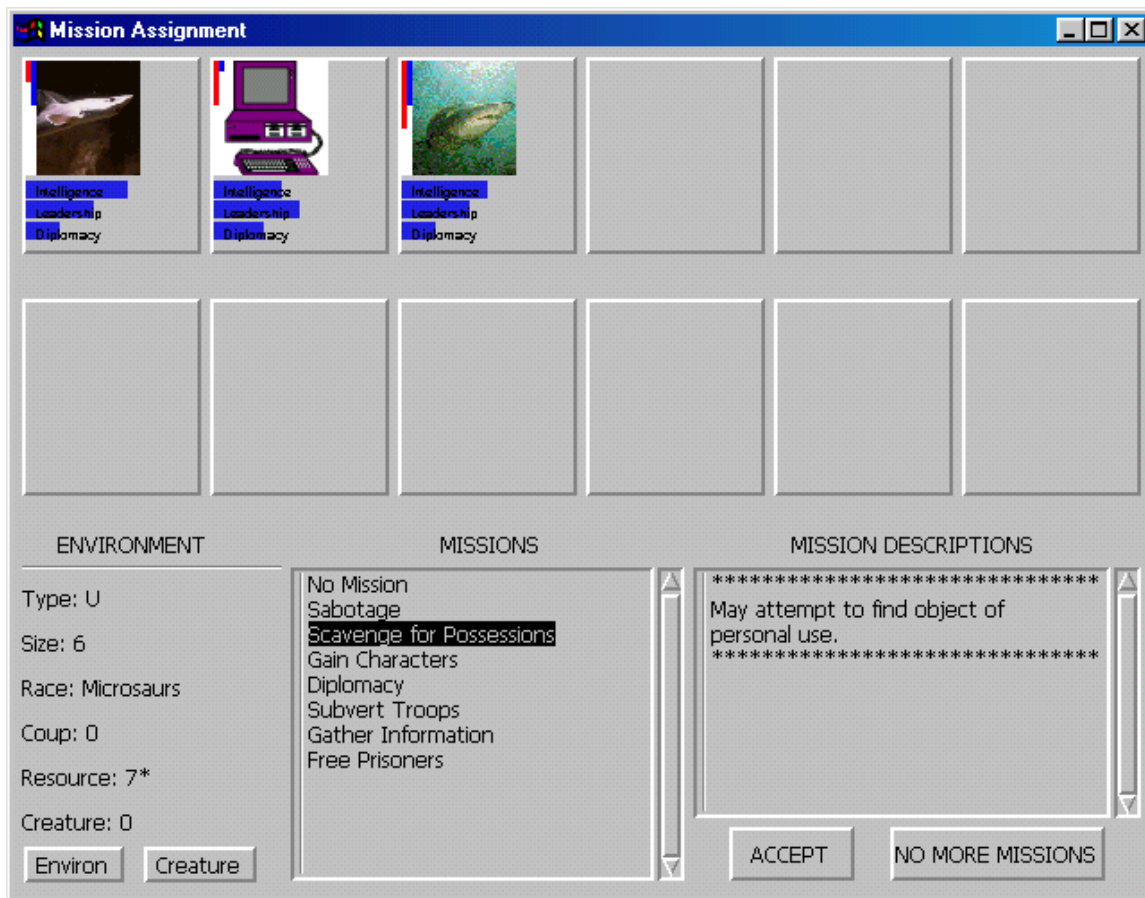 Mission Assignment
Intelligence
Leadership
Diplomacy
Intelligence
Leadership
Diplomacy
Intelligence
Leadership
Diplomacy
ENVIRONMENT
Type: U
Size: 6
Race: Microsaurs
Coup: 0
Resource: 7*
Creature: 0
Environ
Creature
MISSIONS
No Mission
Sabotage
Scavenge for Possessions
Gain Characters
Diplomacy
Subvert Troops
Gather Information
Free Prisoners
MISSION DESCRIPTIONS
*******************************
May attempt to find object of
personal use.
*******************************
ACCEPT
NO MORE MISSIONS